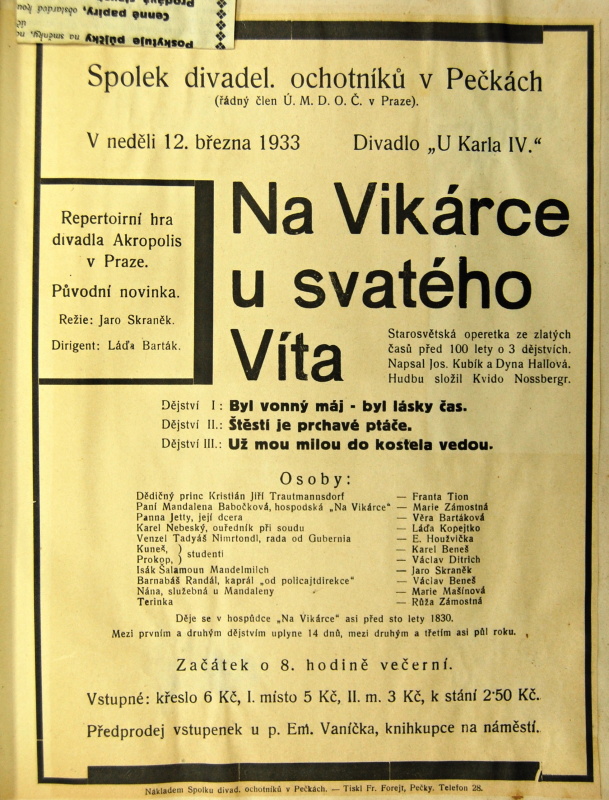 Cenné papíry,
Poskytuje půjčky na směnky,
Spolek divadel. ochotníků v Pečkách
(řádný člen Ú. M. D. O. Č. v Praze).
V neděli 12. března 1933 Divadlo „U Karla IV.“
Repertoirní hra
divadla Akropolis
v Praze.
Původní novinka.
Režie: Jaro Skraněk.
Dirigent: Láďa Barták.
Na Vikárce
u svatého
Víta
Starosvětská operetka ze zlatých
časů před 100 lety o 3 dějstvích.
Napsal Jos. Kubík a Dyna Hallová.
Hudbu složil Kvido Nossbergr.
Dějství I: Byl vonný máj - byl lásky čas.
Dějství II.: Štěstí je prchavé ptáče.
Dějství III.: Už mou milou do kostela vedou.
Osoby:
Dědičný princ Kristián Jiří Trautmannsdorf — Franta Tion
Paní Mandalena Babočková, hospodská „Na Vikárce“ — Marie Zámostná
Panna Jetty, její dcera — Věra Bartáková
Karel Nebeský, ouředník při soudu — Láďa Kopejtko
Venzel Tadyáš Nimrtondl, rada od Gubernia — E. Houžvička
Kuneš, ) — Karel Beneš
Prokop, ) studenti — Václav Ditrich
Isák Šalamoun Mandelmilch — Jaro Skraněk
Barnabáš Randál, kaprál „od policajtdirekce“ — Václav Beneš
Nána, služebná u Mandaleny — Marie Mašínová
Terinka — Růža Zámostná
Děje se v hospůdce „Na Vikárce“ asi před sto lety 1830.
Mezi prvním a druhým dějstvím uplyne 14 dnů, mezi druhým a třetím asi půl roku.
Začátek o 8. hodině večerní.
Vstupné: křeslo 6 Kč, I. místo 5 Kč, II. m. 3 Kč, k stání 2·50 Kč.
Předprodej vstupenek u p. Em. Vaníčka, knihkupce na náměstí.
Nákladem Spolku divad. ochotníků v Pečkách. — Tiskl Fr. Forejt, Pečky. Telefon 28.